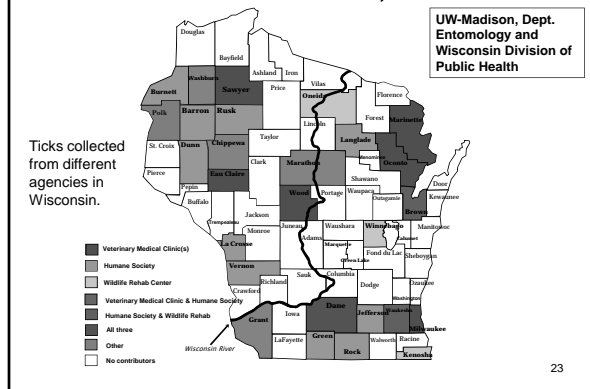 UW-Madison, Dept.
Entomology and
Wisconsin Division of
Public Health
Ticks collected
from different
agencies in
Wisconsin.
Douglas
Bayfield
Ashland
Iron
Vilas
Burnett
Washburn
Sawyer
Price
Oneida
Florence
Forest
Marinette
Polk
Barron
Rusk
Lincoln
Langlade
Oconto
St. Croix
Dunn
Chippewa
Taylor
Marathon
Menominee
Shawano
Door
Pierce
Pepin
Eau Claire
Clark
Wood
Portage
Waupaca
Outagamie
Brown
Kewaunee
Buffalo
Trempealeau
Jackson
Juneau
Adams
Waushara
Winnebago
Calumet
Manitowoc
La Crosse
Monroe
Marquette
Green Lake
Fond du Lac
Sheboygan
Vernon
Richland
Sauk
Columbia
Dodge
Washington
Ozaukee
Crawford
Iowa
Dane
Jefferson
Waukesha
Milwaukee
Grant
LaFayette
Green
Rock
Walworth
Racine
Kenosha
Veterinary Medical Clinic(s)
Humane Society
Wildlife Rehab Center
Veterinary Medical Clinic & Humane Society
Humane Society & Wildlife Rehab
All three
Other
No contributors
Wisconsin River
23